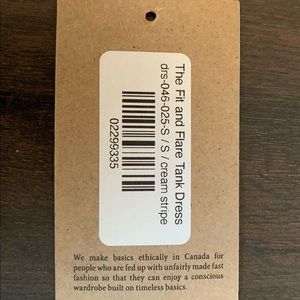 The Fit and Flare Tank Dress
drs-046-025-S / S / cream stripe
02299335
We make basics ethically in Canada for
people who are fed up with unfairly made fast
fashion so that they can enjoy a conscious
wardrobe built on timeless basics.